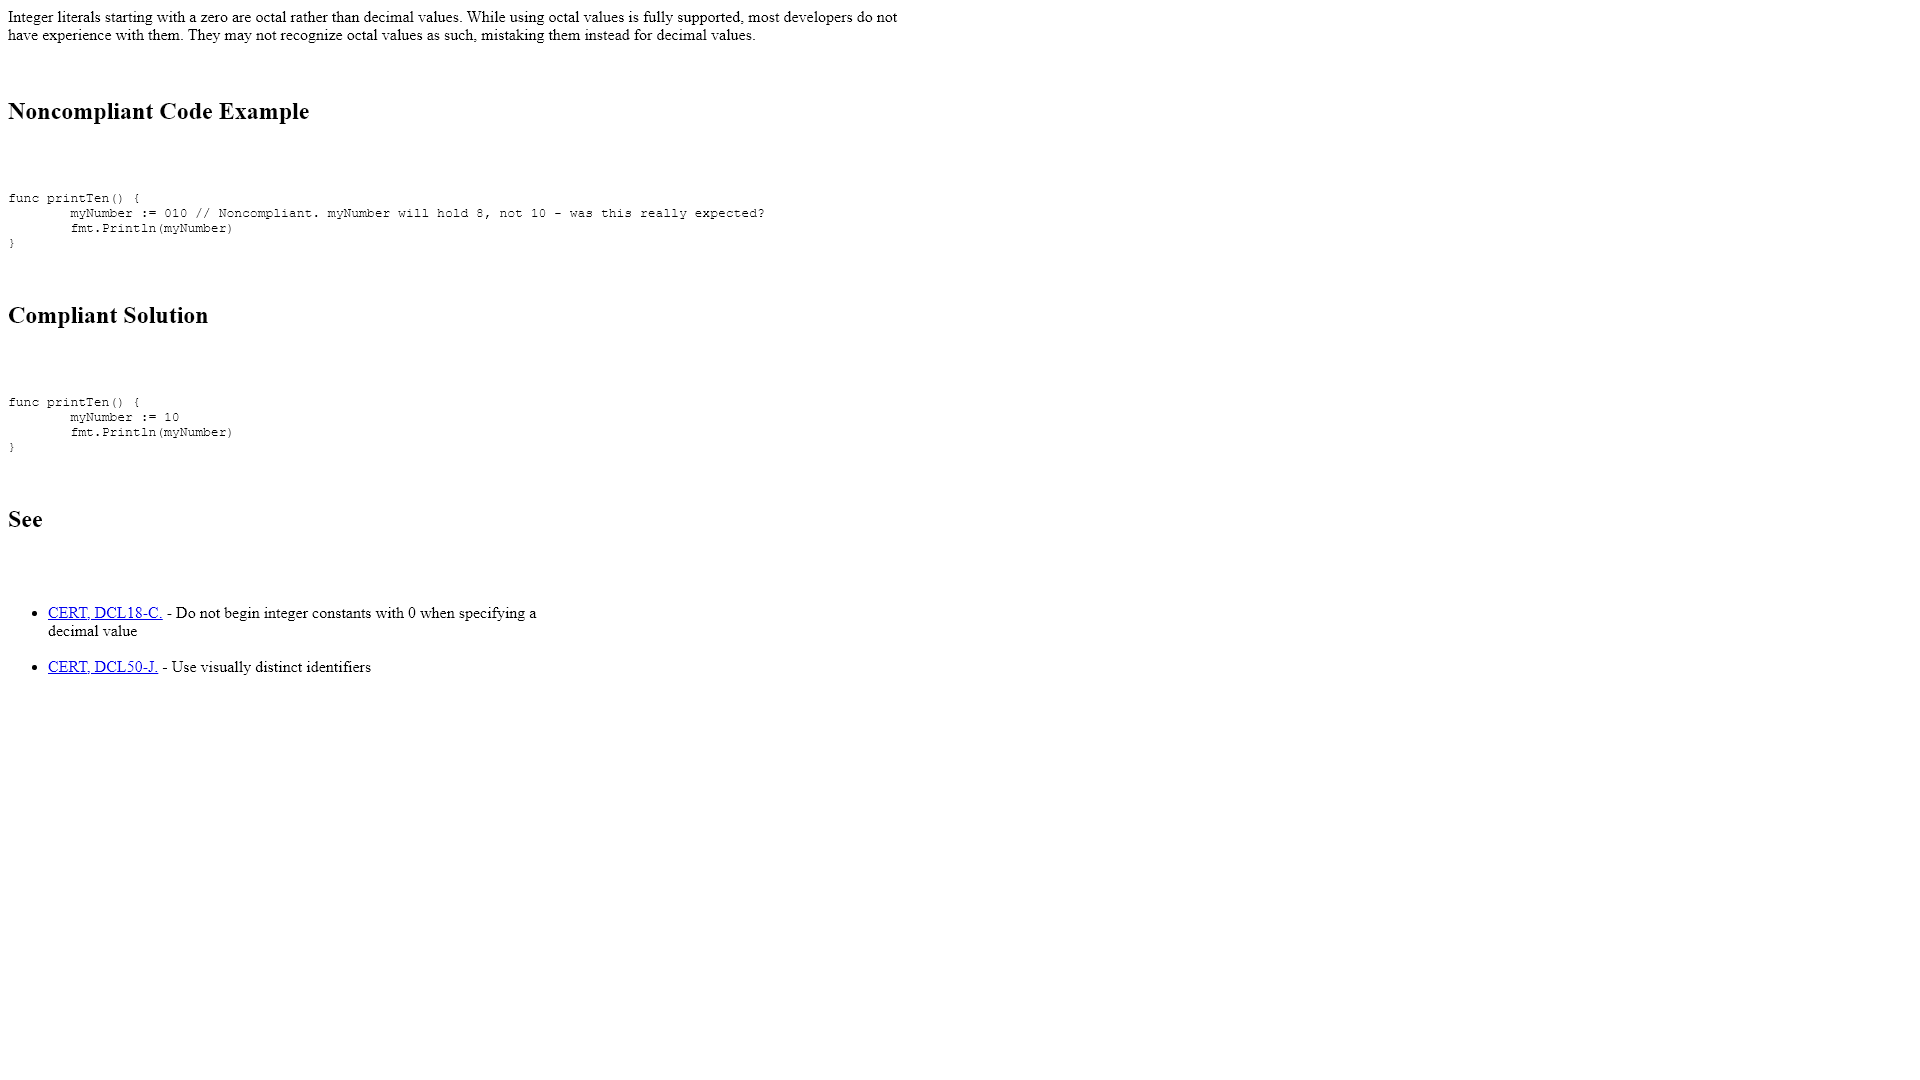 Integer literals starting with a zero are octal rather than decimal values. While using octal values is fully supported, most developers do not
have experience with them. They may not recognize octal values as such, mistaking them instead for decimal values.
Noncompliant Code Example
func printTen() {
        myNumber := 010 // Noncompliant. myNumber will hold 8, not 10 - was this really expected?
        fmt.Println(myNumber)
}
Compliant Solution
func printTen() {
        myNumber := 10
        fmt.Println(myNumber)
}
See
• CERT, DCL18-C. - Do not begin integer constants with 0 when specifying a
decimal value
• CERT, DCL50-J. - Use visually distinct identifiers